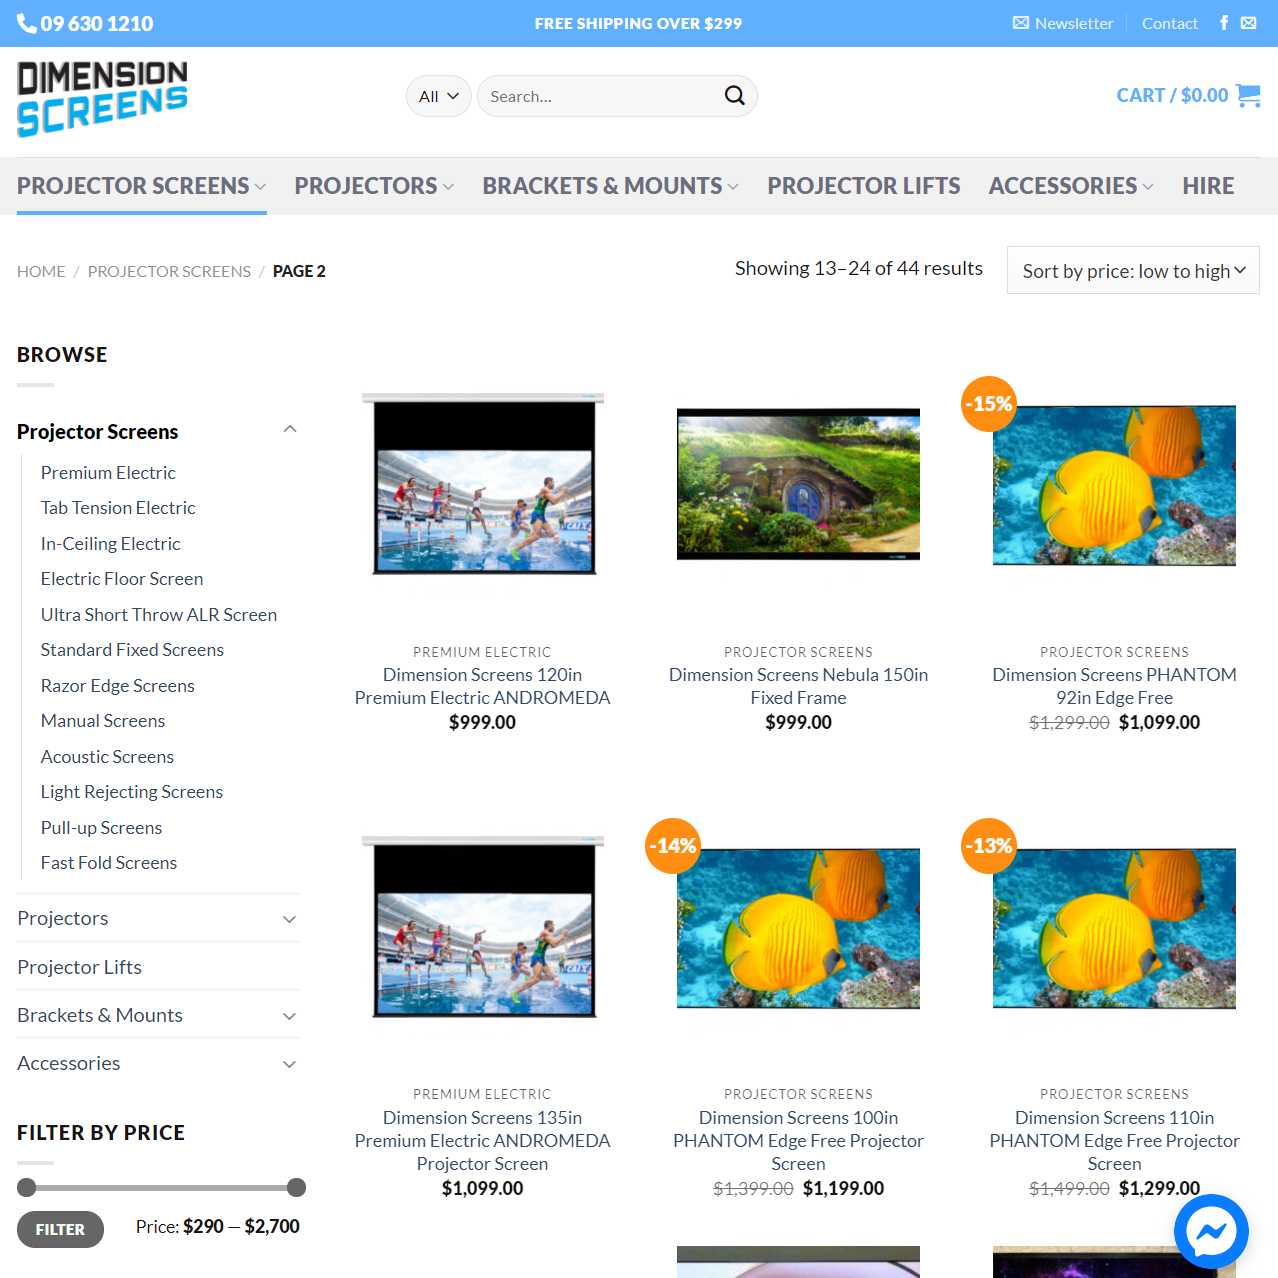 09 630 1210
FREE SHIPPING OVER $299
Newsletter
Contact
DIMENSION
SCREENS
All
Search...
CART / $0.00
PROJECTOR SCREENS
PROJECTORS
BRACKETS & MOUNTS
PROJECTOR LIFTS
ACCESSORIES
HIRE
HOME / PROJECTOR SCREENS / PAGE 2
Showing 13–24 of 44 results
Sort by price: low to high
BROWSE
Projector Screens
Premium Electric
Tab Tension Electric
In-Ceiling Electric
Electric Floor Screen
Ultra Short Throw ALR Screen
Standard Fixed Screens
Razor Edge Screens
Manual Screens
Acoustic Screens
Light Rejecting Screens
Pull-up Screens
Fast Fold Screens
Projectors
Projector Lifts
Brackets & Mounts
Accessories
FILTER BY PRICE
FILTER
Price: $290 — $2,700
PREMIUM ELECTRIC
Dimension Screens 120in
Premium Electric ANDROMEDA
$999.00
PROJECTOR SCREENS
Dimension Screens Nebula 150in
Fixed Frame
$999.00
-15%
PROJECTOR SCREENS
Dimension Screens PHANTOM
92in Edge Free
$1,299.00 $1,099.00
PREMIUM ELECTRIC
Dimension Screens 135in
Premium Electric ANDROMEDA
Projector Screen
$1,099.00
-14%
PROJECTOR SCREENS
Dimension Screens 100in
PHANTOM Edge Free Projector
Screen
$1,399.00 $1,199.00
-13%
PROJECTOR SCREENS
Dimension Screens 110in
PHANTOM Edge Free Projector
Screen
$1,499.00 $1,299.00